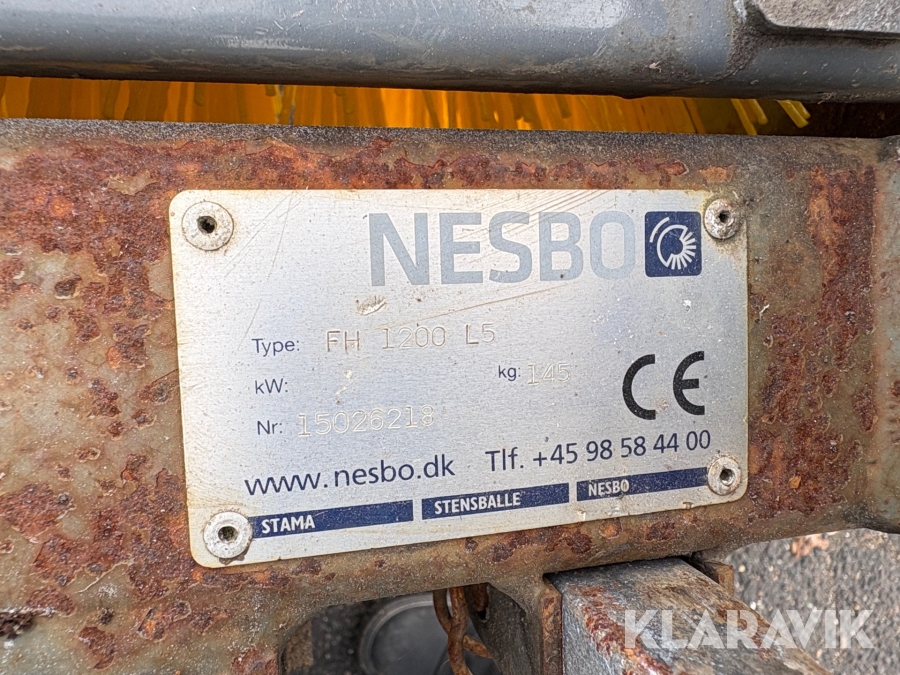 NESBO
Type: FH 1200 L5
kW: kg: 145
Nr: 15026218
www.nesbo.dk Tlf. +45 98 58 44 00
STAMA STENSBALLE NESBO
KLARAVIK